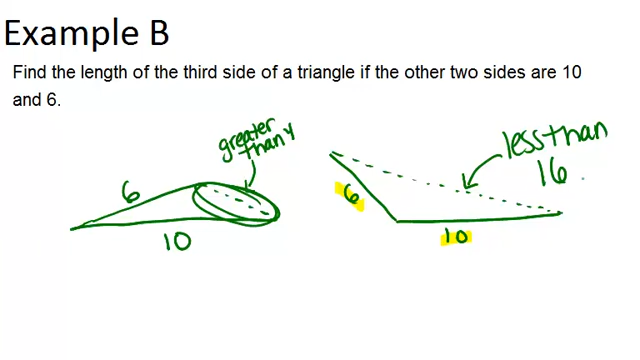 Example B
Find the length of the third side of a triangle if the other two sides are 10
and 6.
greater
than 4
6
10
less than
16
6
10